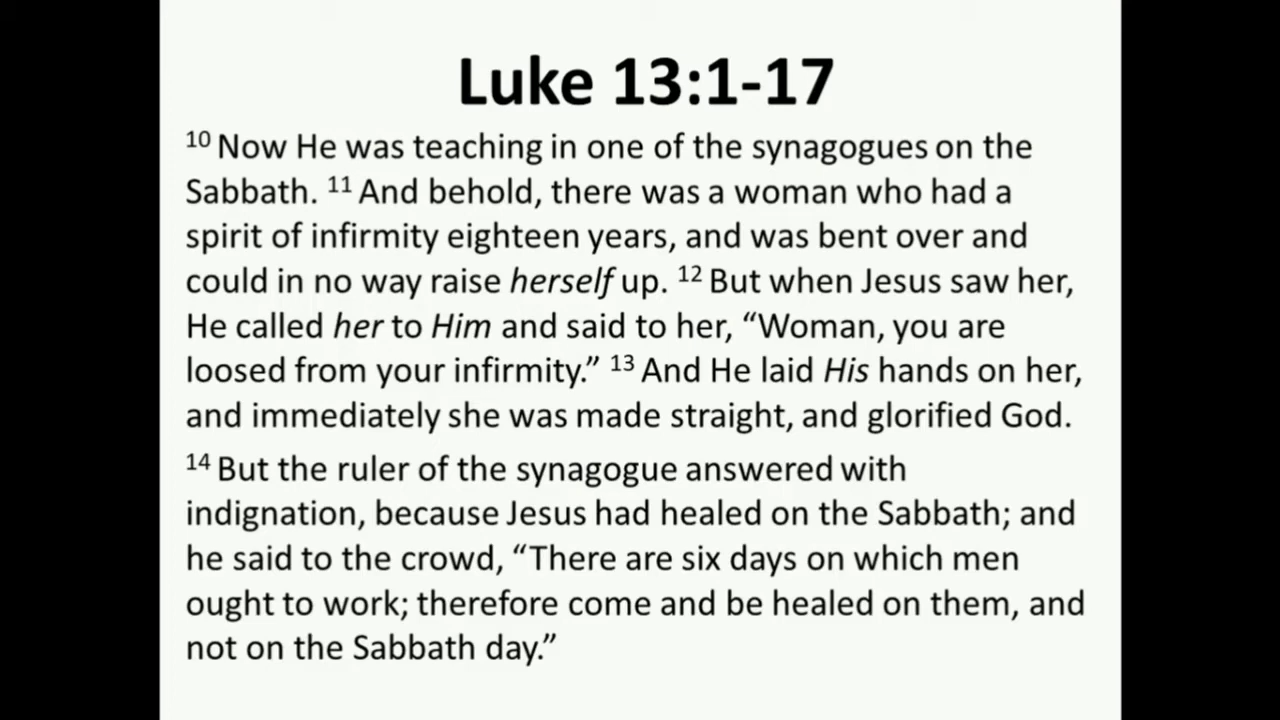 Luke 13:1-17
10 Now He was teaching in one of the synagogues on the
Sabbath. 11 And behold, there was a woman who had a
spirit of infirmity eighteen years, and was bent over and
could in no way raise herself up. 12 But when Jesus saw her,
He called her to Him and said to her, “Woman, you are
loosed from your infirmity.” 13 And He laid His hands on her,
and immediately she was made straight, and glorified God.
14 But the ruler of the synagogue answered with
indignation, because Jesus had healed on the Sabbath; and
he said to the crowd, “There are six days on which men
ought to work; therefore come and be healed on them, and
not on the Sabbath day.”